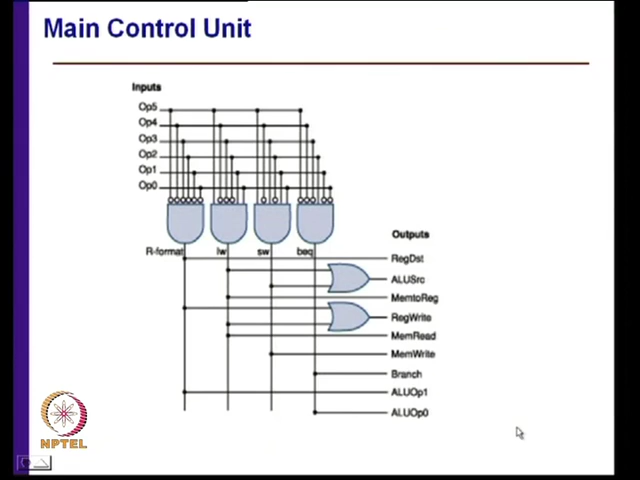 Main Control Unit
Inputs
Op5
Op4
Op3
Op2
Op1
Op0
R-format lw sw beq
Outputs
RegDst
ALUSrc
MemtoReg
RegWrite
MemRead
MemWrite
Branch
ALUOp1
ALUOp0
NPTEL